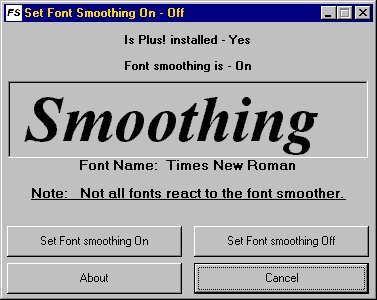 FS Set Font Smoothing On - Off
Is Plus! installed - Yes
Font smoothing is - On
Smoothing
Font Name:  Times New Roman
Note:   Not all fonts react to the font smoother.
Set Font smoothing On
Set Font smoothing Off
About
Cancel